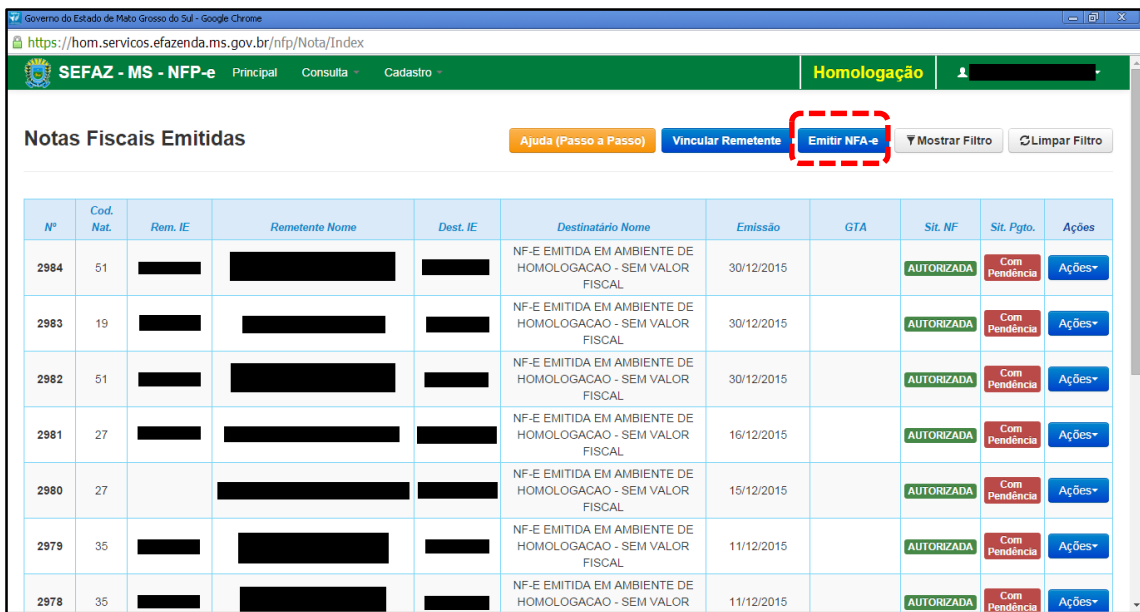 Governo do Estado de Mato Grosso do Sul - Google Chrome
https://hom.servicos.efazenda.ms.gov.br/nfp/Nota/Index
SEFAZ - MS - NFP-e Principal Consulta Cadastro Homologação
Notas Fiscais Emitidas Ajuda (Passo a Passo) Vincular Remetente Emitir NFA-e Mostrar Filtro Limpar Filtro
Nº Cod. Nat. Rem. IE Remetente Nome Dest. IE Destinatário Nome Emissão GTA Sit. NF Sit. Pgto. Ações
2984 51 NF-E EMITIDA EM AMBIENTE DE HOMOLOGACAO - SEM VALOR FISCAL 30/12/2015 AUTORIZADA Com Pendência Ações
2983 19 NF-E EMITIDA EM AMBIENTE DE HOMOLOGACAO - SEM VALOR FISCAL 30/12/2015 AUTORIZADA Com Pendência Ações
2982 51 NF-E EMITIDA EM AMBIENTE DE HOMOLOGACAO - SEM VALOR FISCAL 30/12/2015 AUTORIZADA Com Pendência Ações
2981 27 NF-E EMITIDA EM AMBIENTE DE HOMOLOGACAO - SEM VALOR FISCAL 16/12/2015 AUTORIZADA Com Pendência Ações
2980 27 NF-E EMITIDA EM AMBIENTE DE HOMOLOGACAO - SEM VALOR FISCAL 15/12/2015 AUTORIZADA Com Pendência Ações
2979 35 NF-E EMITIDA EM AMBIENTE DE HOMOLOGACAO - SEM VALOR FISCAL 11/12/2015 AUTORIZADA Com Pendência Ações
2978 35 NF-E EMITIDA EM AMBIENTE DE HOMOLOGACAO - SEM VALOR 11/12/2015 AUTORIZADA Com Pendência Ações